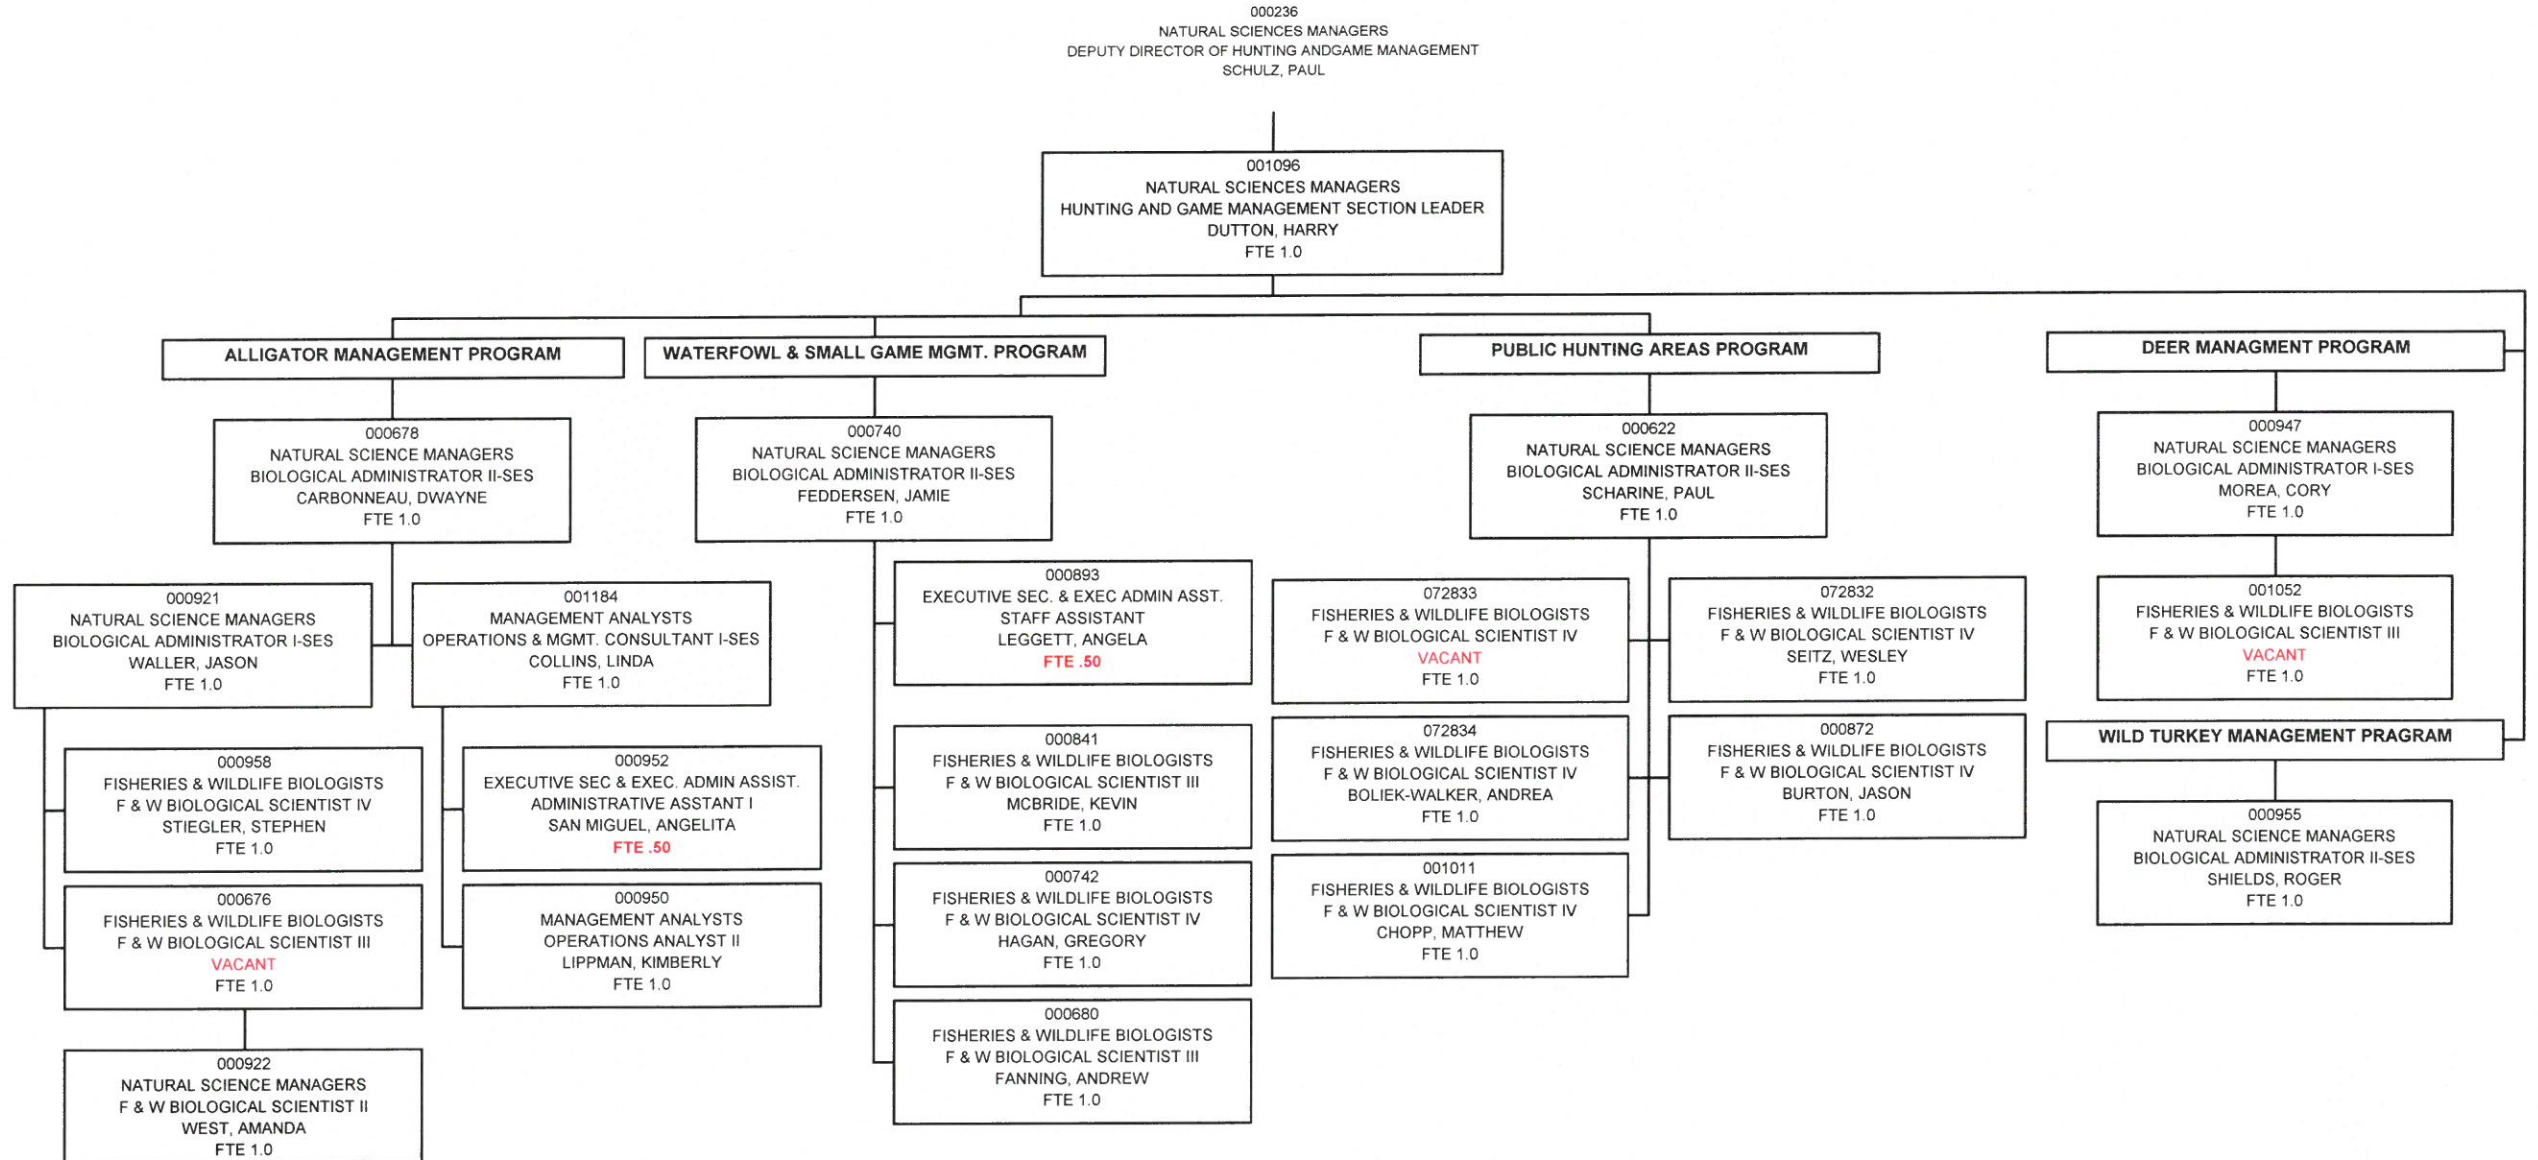 000236
NATURAL SCIENCES MANAGERS
DEPUTY DIRECTOR OF HUNTING ANDGAME MANAGEMENT
SCHULZ, PAUL
001096
NATURAL SCIENCES MANAGERS
HUNTING AND GAME MANAGEMENT SECTION LEADER
DUTTON, HARRY
FTE 1.0
ALLIGATOR MANAGEMENT PROGRAM
000678
NATURAL SCIENCE MANAGERS
BIOLOGICAL ADMINISTRATOR II-SES
CARBONNEAU, DWAYNE
FTE 1.0
000921
NATURAL SCIENCE MANAGERS
BIOLOGICAL ADMINISTRATOR I-SES
WALLER, JASON
FTE 1.0
000958
FISHERIES & WILDLIFE BIOLOGISTS
F & W BIOLOGICAL SCIENTIST IV
STIEGLER, STEPHEN
FTE 1.0
000676
FISHERIES & WILDLIFE BIOLOGISTS
F & W BIOLOGICAL SCIENTIST III
VACANT
FTE 1.0
000922
NATURAL SCIENCE MANAGERS
F & W BIOLOGICAL SCIENTIST II
WEST, AMANDA
FTE 1.0
001184
MANAGEMENT ANALYSTS
OPERATIONS & MGMT. CONSULTANT I-SES
COLLINS, LINDA
FTE 1.0
000952
EXECUTIVE SEC & EXEC. ADMIN ASSIST.
ADMINISTRATIVE ASSTANT I
SAN MIGUEL, ANGELITA
FTE .50
000950
MANAGEMENT ANALYSTS
OPERATIONS ANALYST II
LIPPMAN, KIMBERLY
FTE 1.0
WATERFOWL & SMALL GAME MGMT. PROGRAM
000740
NATURAL SCIENCE MANAGERS
BIOLOGICAL ADMINISTRATOR II-SES
FEDDERSEN, JAMIE
FTE 1.0
000893
EXECUTIVE SEC. & EXEC ADMIN ASST.
STAFF ASSISTANT
LEGGETT, ANGELA
FTE .50
000841
FISHERIES & WILDLIFE BIOLOGISTS
F & W BIOLOGICAL SCIENTIST III
MCBRIDE, KEVIN
FTE 1.0
000742
FISHERIES & WILDLIFE BIOLOGISTS
F & W BIOLOGICAL SCIENTIST IV
HAGAN, GREGORY
FTE 1.0
000680
FISHERIES & WILDLIFE BIOLOGISTS
F & W BIOLOGICAL SCIENTIST III
FANNING, ANDREW
FTE 1.0
PUBLIC HUNTING AREAS PROGRAM
000622
NATURAL SCIENCE MANAGERS
BIOLOGICAL ADMINISTRATOR II-SES
SCHARINE, PAUL
FTE 1.0
072833
FISHERIES & WILDLIFE BIOLOGISTS
F & W BIOLOGICAL SCIENTIST IV
VACANT
FTE 1.0
072832
FISHERIES & WILDLIFE BIOLOGISTS
F & W BIOLOGICAL SCIENTIST IV
SEITZ, WESLEY
FTE 1.0
072834
FISHERIES & WILDLIFE BIOLOGISTS
F & W BIOLOGICAL SCIENTIST IV
BOLIEK-WALKER, ANDREA
FTE 1.0
000872
FISHERIES & WILDLIFE BIOLOGISTS
F & W BIOLOGICAL SCIENTIST IV
BURTON, JASON
FTE 1.0
001011
FISHERIES & WILDLIFE BIOLOGISTS
F & W BIOLOGICAL SCIENTIST IV
CHOPP, MATTHEW
FTE 1.0
DEER MANAGMENT PROGRAM
000947
NATURAL SCIENCE MANAGERS
BIOLOGICAL ADMINISTRATOR I-SES
MOREA, CORY
FTE 1.0
001052
FISHERIES & WILDLIFE BIOLOGISTS
F & W BIOLOGICAL SCIENTIST III
VACANT
FTE 1.0
WILD TURKEY MANAGEMENT PRAGRAM
000955
NATURAL SCIENCE MANAGERS
BIOLOGICAL ADMINISTRATOR II-SES
SHIELDS, ROGER
FTE 1.0